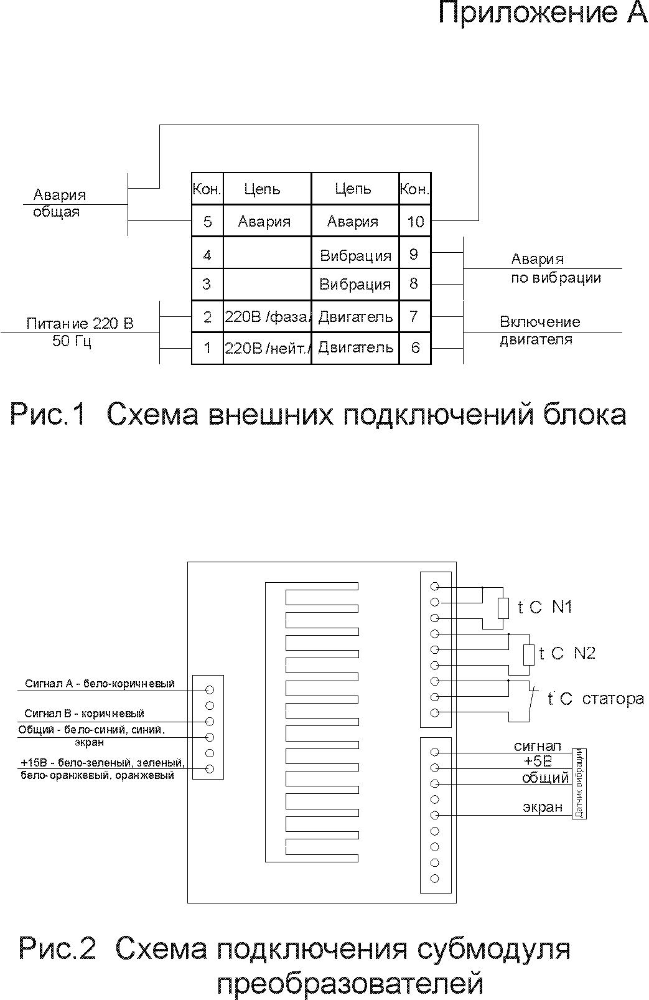 Приложение А
Авария
общая
Кон. Цепь Цепь Кон.
5 Авария Авария 10
4 Вибрация 9
3 Вибрация 8
2 220В /фаза/ Двигатель 7
1 220В /нейт./ Двигатель 6
Авария
по вибрации
Питание 220 В
50 Гц
Включение
двигателя
Рис.1 Схема внешних подключений блока
t°C N1
t C N2
t°C статора
Сигнал А - бело-коричневый
Сигнал В - коричневый
Общий - бело-синий, синий,
экран
+15В - бело-зеленый, зеленый,
бело-оранжевый, оранжевый
сигнал
+5В
общий
экран
Датчик вибрации
Рис.2 Схема подключения субмодуля
преобразователей